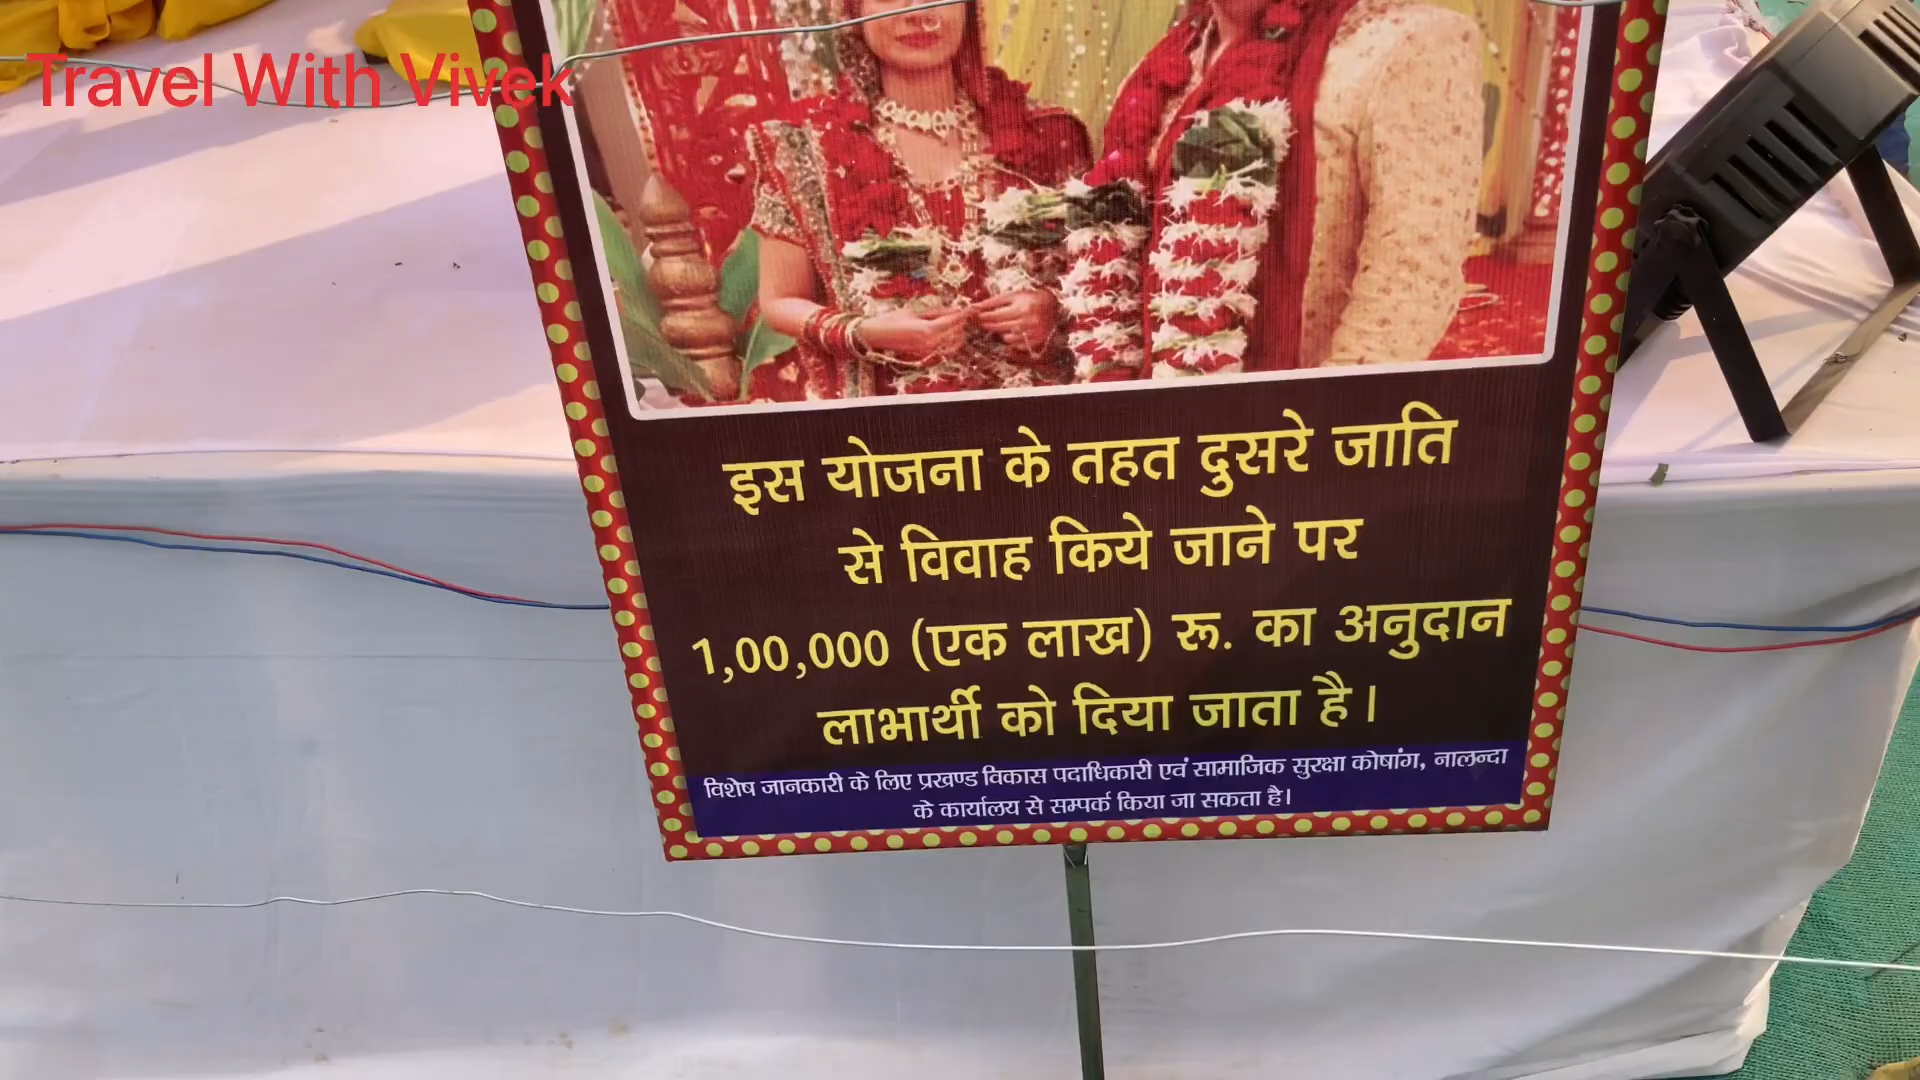 Travel With Vivek
इस योजना के तहत दुसरे जाति
से विवाह किये जाने पर
1,00,000 (एक लाख) रू. का अनुदान
लाभार्थी को दिया जाता है।
विशेष जानकारी के लिए प्रखण्ड विकास पदाधिकारी एवं सामाजिक सुरक्षा कोषांग, नालन्दा
के कार्यालय से सम्पर्क किया जा सकता है।